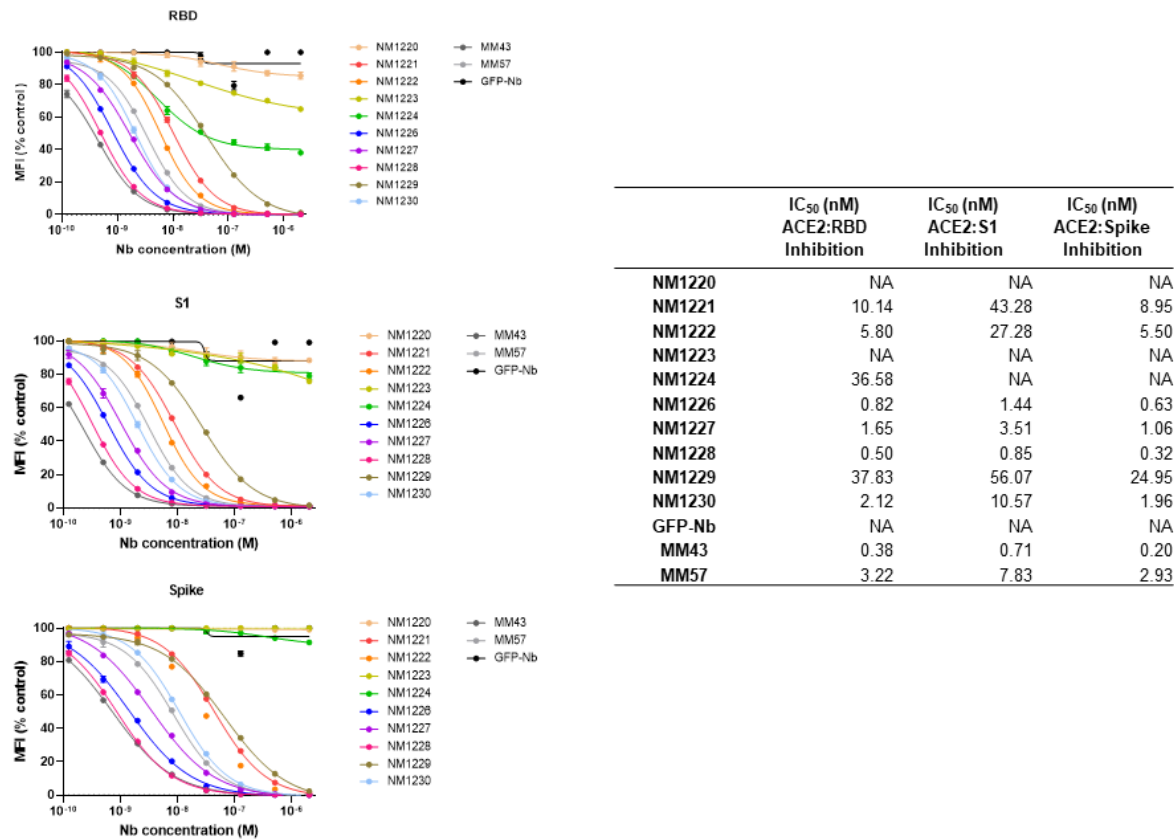 RBD
MFI (% control)
100
80
60
40
20
0
10⁻¹⁰ 10⁻⁹ 10⁻⁸ 10⁻⁷ 10⁻⁶
Nb concentration (M)
NM1220 MM43
NM1221 MM57
NM1222 GFP-Nb
NM1223
NM1224
NM1226
NM1227
NM1228
NM1229
NM1230
S1
MFI (% control)
100
80
60
40
20
0
10⁻¹⁰ 10⁻⁹ 10⁻⁸ 10⁻⁷ 10⁻⁶
Nb concentration (M)
NM1220 MM43
NM1221 MM57
NM1222 GFP-Nb
NM1223
NM1224
NM1226
NM1227
NM1228
NM1229
NM1230
Spike
MFI (% control)
100
80
60
40
20
0
10⁻¹⁰ 10⁻⁹ 10⁻⁸ 10⁻⁷ 10⁻⁶
Nb concentration (M)
NM1220 MM43
NM1221 MM57
NM1222 GFP-Nb
NM1223
NM1224
NM1226
NM1227
NM1228
NM1229
NM1230
IC₅₀ (nM) IC₅₀ (nM) IC₅₀ (nM)
ACE2:RBD ACE2:S1 ACE2:Spike
Inhibition Inhibition Inhibition
NM1220 NA NA NA
NM1221 10.14 43.28 8.95
NM1222 5.80 27.28 5.50
NM1223 NA NA NA
NM1224 36.58 NA NA
NM1226 0.82 1.44 0.63
NM1227 1.65 3.51 1.06
NM1228 0.50 0.85 0.32
NM1229 37.83 56.07 24.95
NM1230 2.12 10.57 1.96
GFP-Nb NA NA NA
MM43 0.38 0.71 0.20
MM57 3.22 7.83 2.93